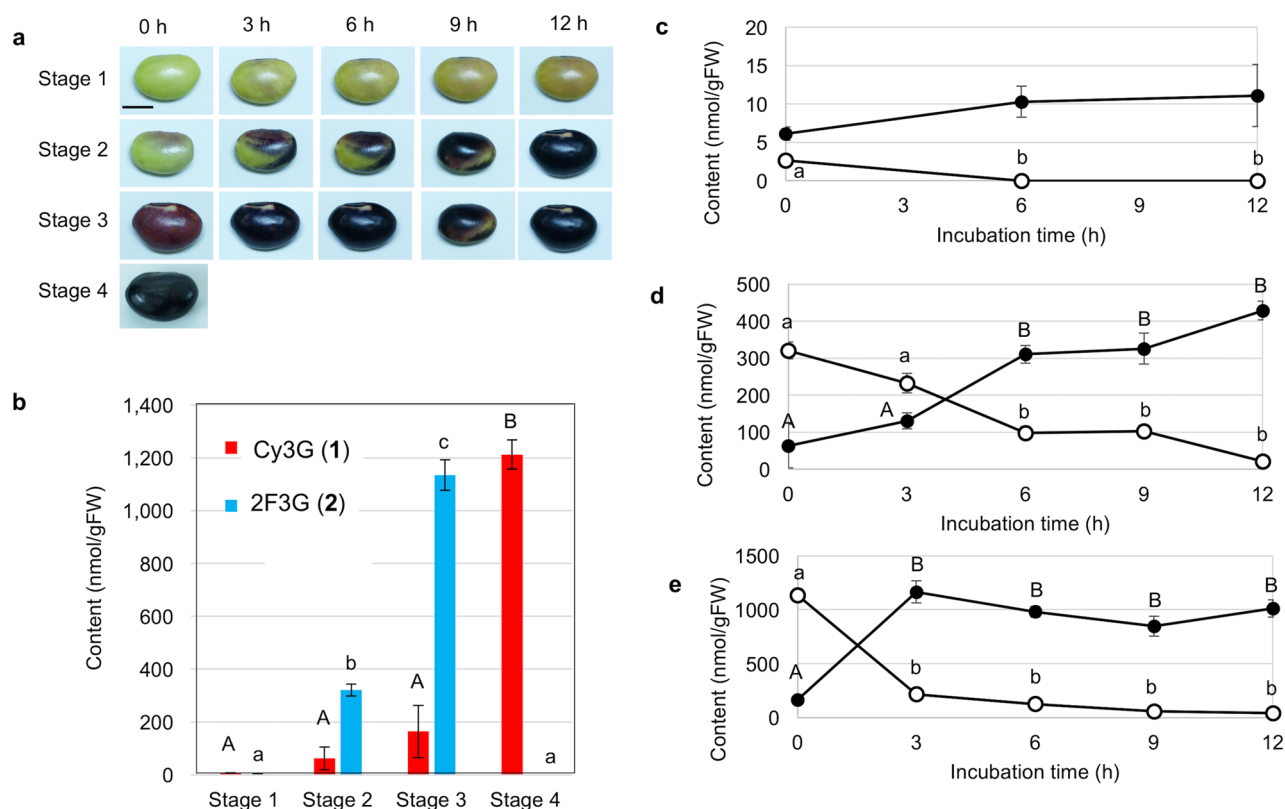 a
0 h 3 h 6 h 9 h 12 h
Stage 1
Stage 2
Stage 3
Stage 4
b
1,400
1,200
1,000
800
600
400
200
0
Content (nmol/gFW)
Cy3G (1)
2F3G (2)
A a A b A c B a
Stage 1 Stage 2 Stage 3 Stage 4
c
20
15
10
5
0
Content (nmol/gFW)
a b b
0 3 6 9 12
Incubation time (h)
d
500
400
300
200
100
0
Content (nmol/gFW)
a a b b b
A A B B B
0 3 6 9 12
Incubation time (h)
e
1500
1000
500
0
Content (nmol/gFW)
a b b b b
A B B B B
0 3 6 9 12
Incubation time (h)